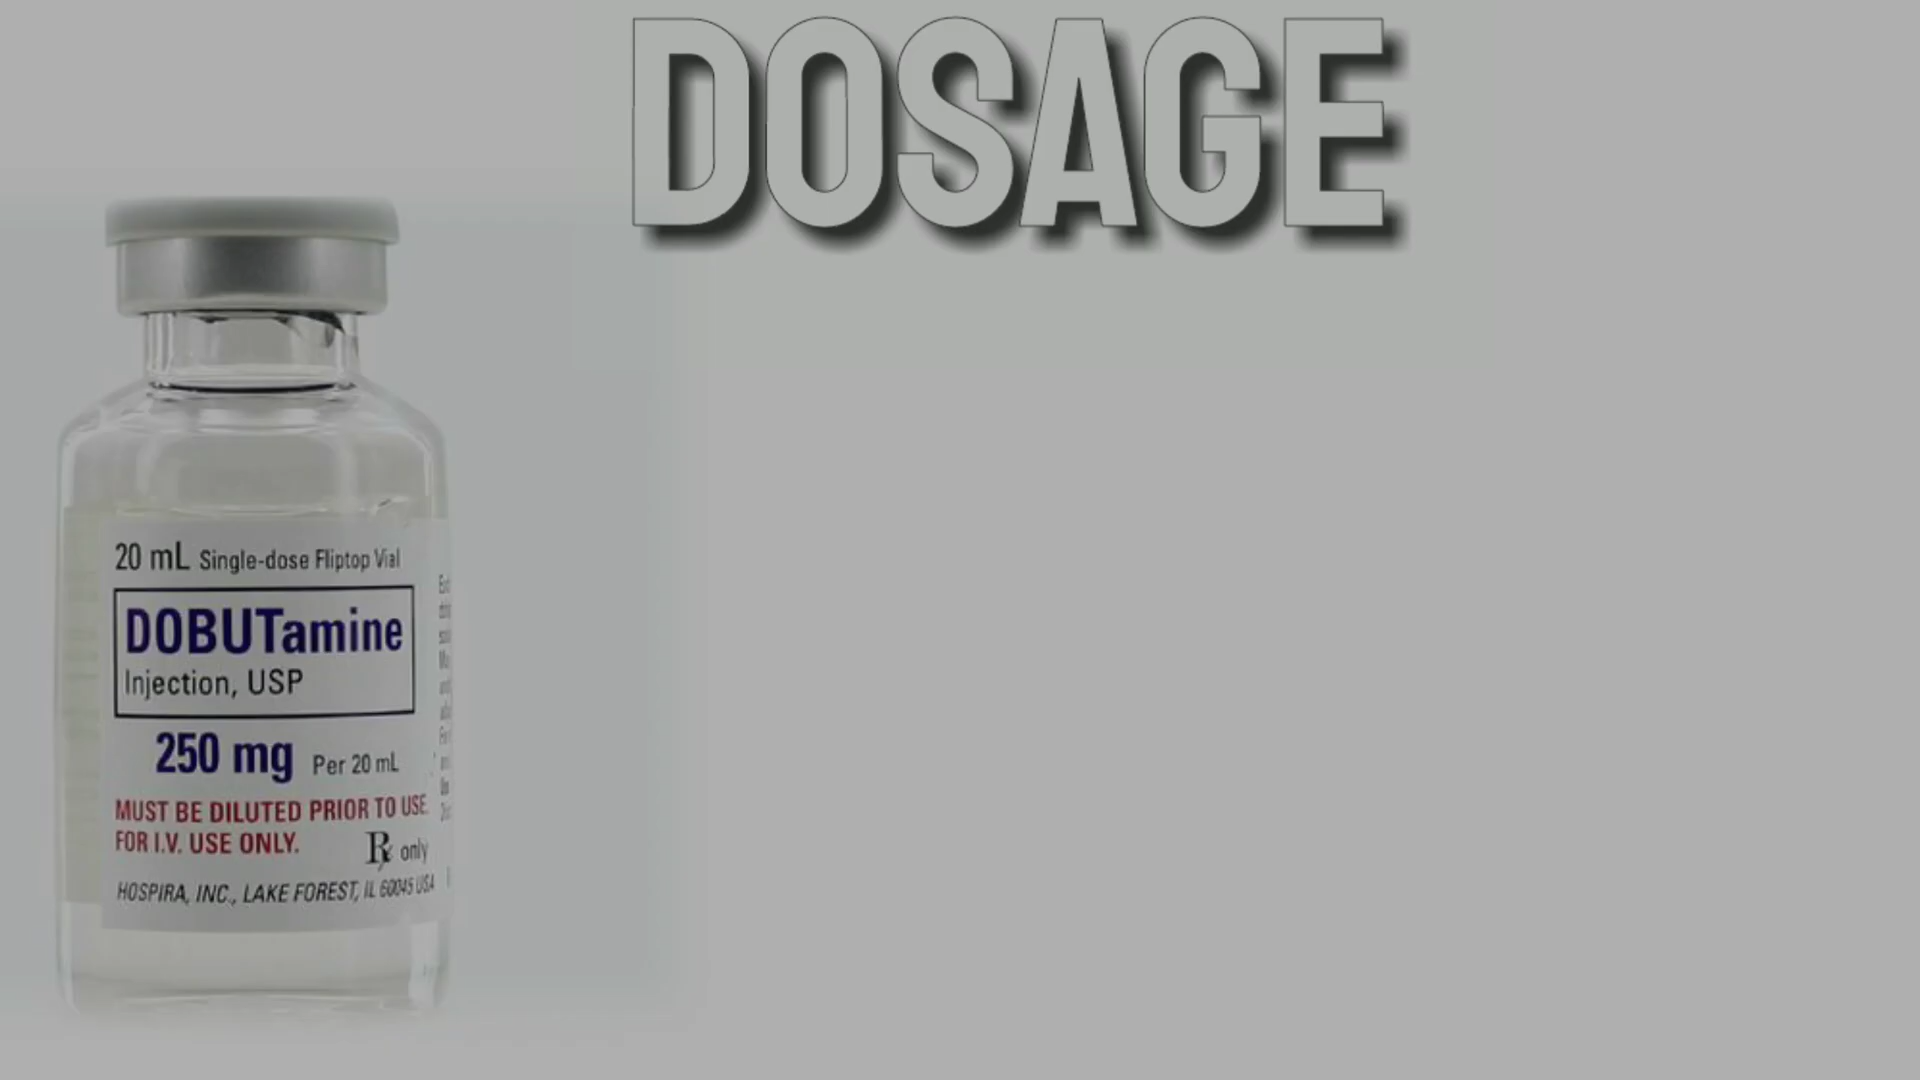 DOSAGE
20 mL Single-dose Fliptop Vial
DOBUTamine
Injection, USP
250 mg Per 20 mL
MUST BE DILUTED PRIOR TO USE.
FOR I.V. USE ONLY.
Rx only
HOSPIRA, INC., LAKE FOREST, IL 60045 USA